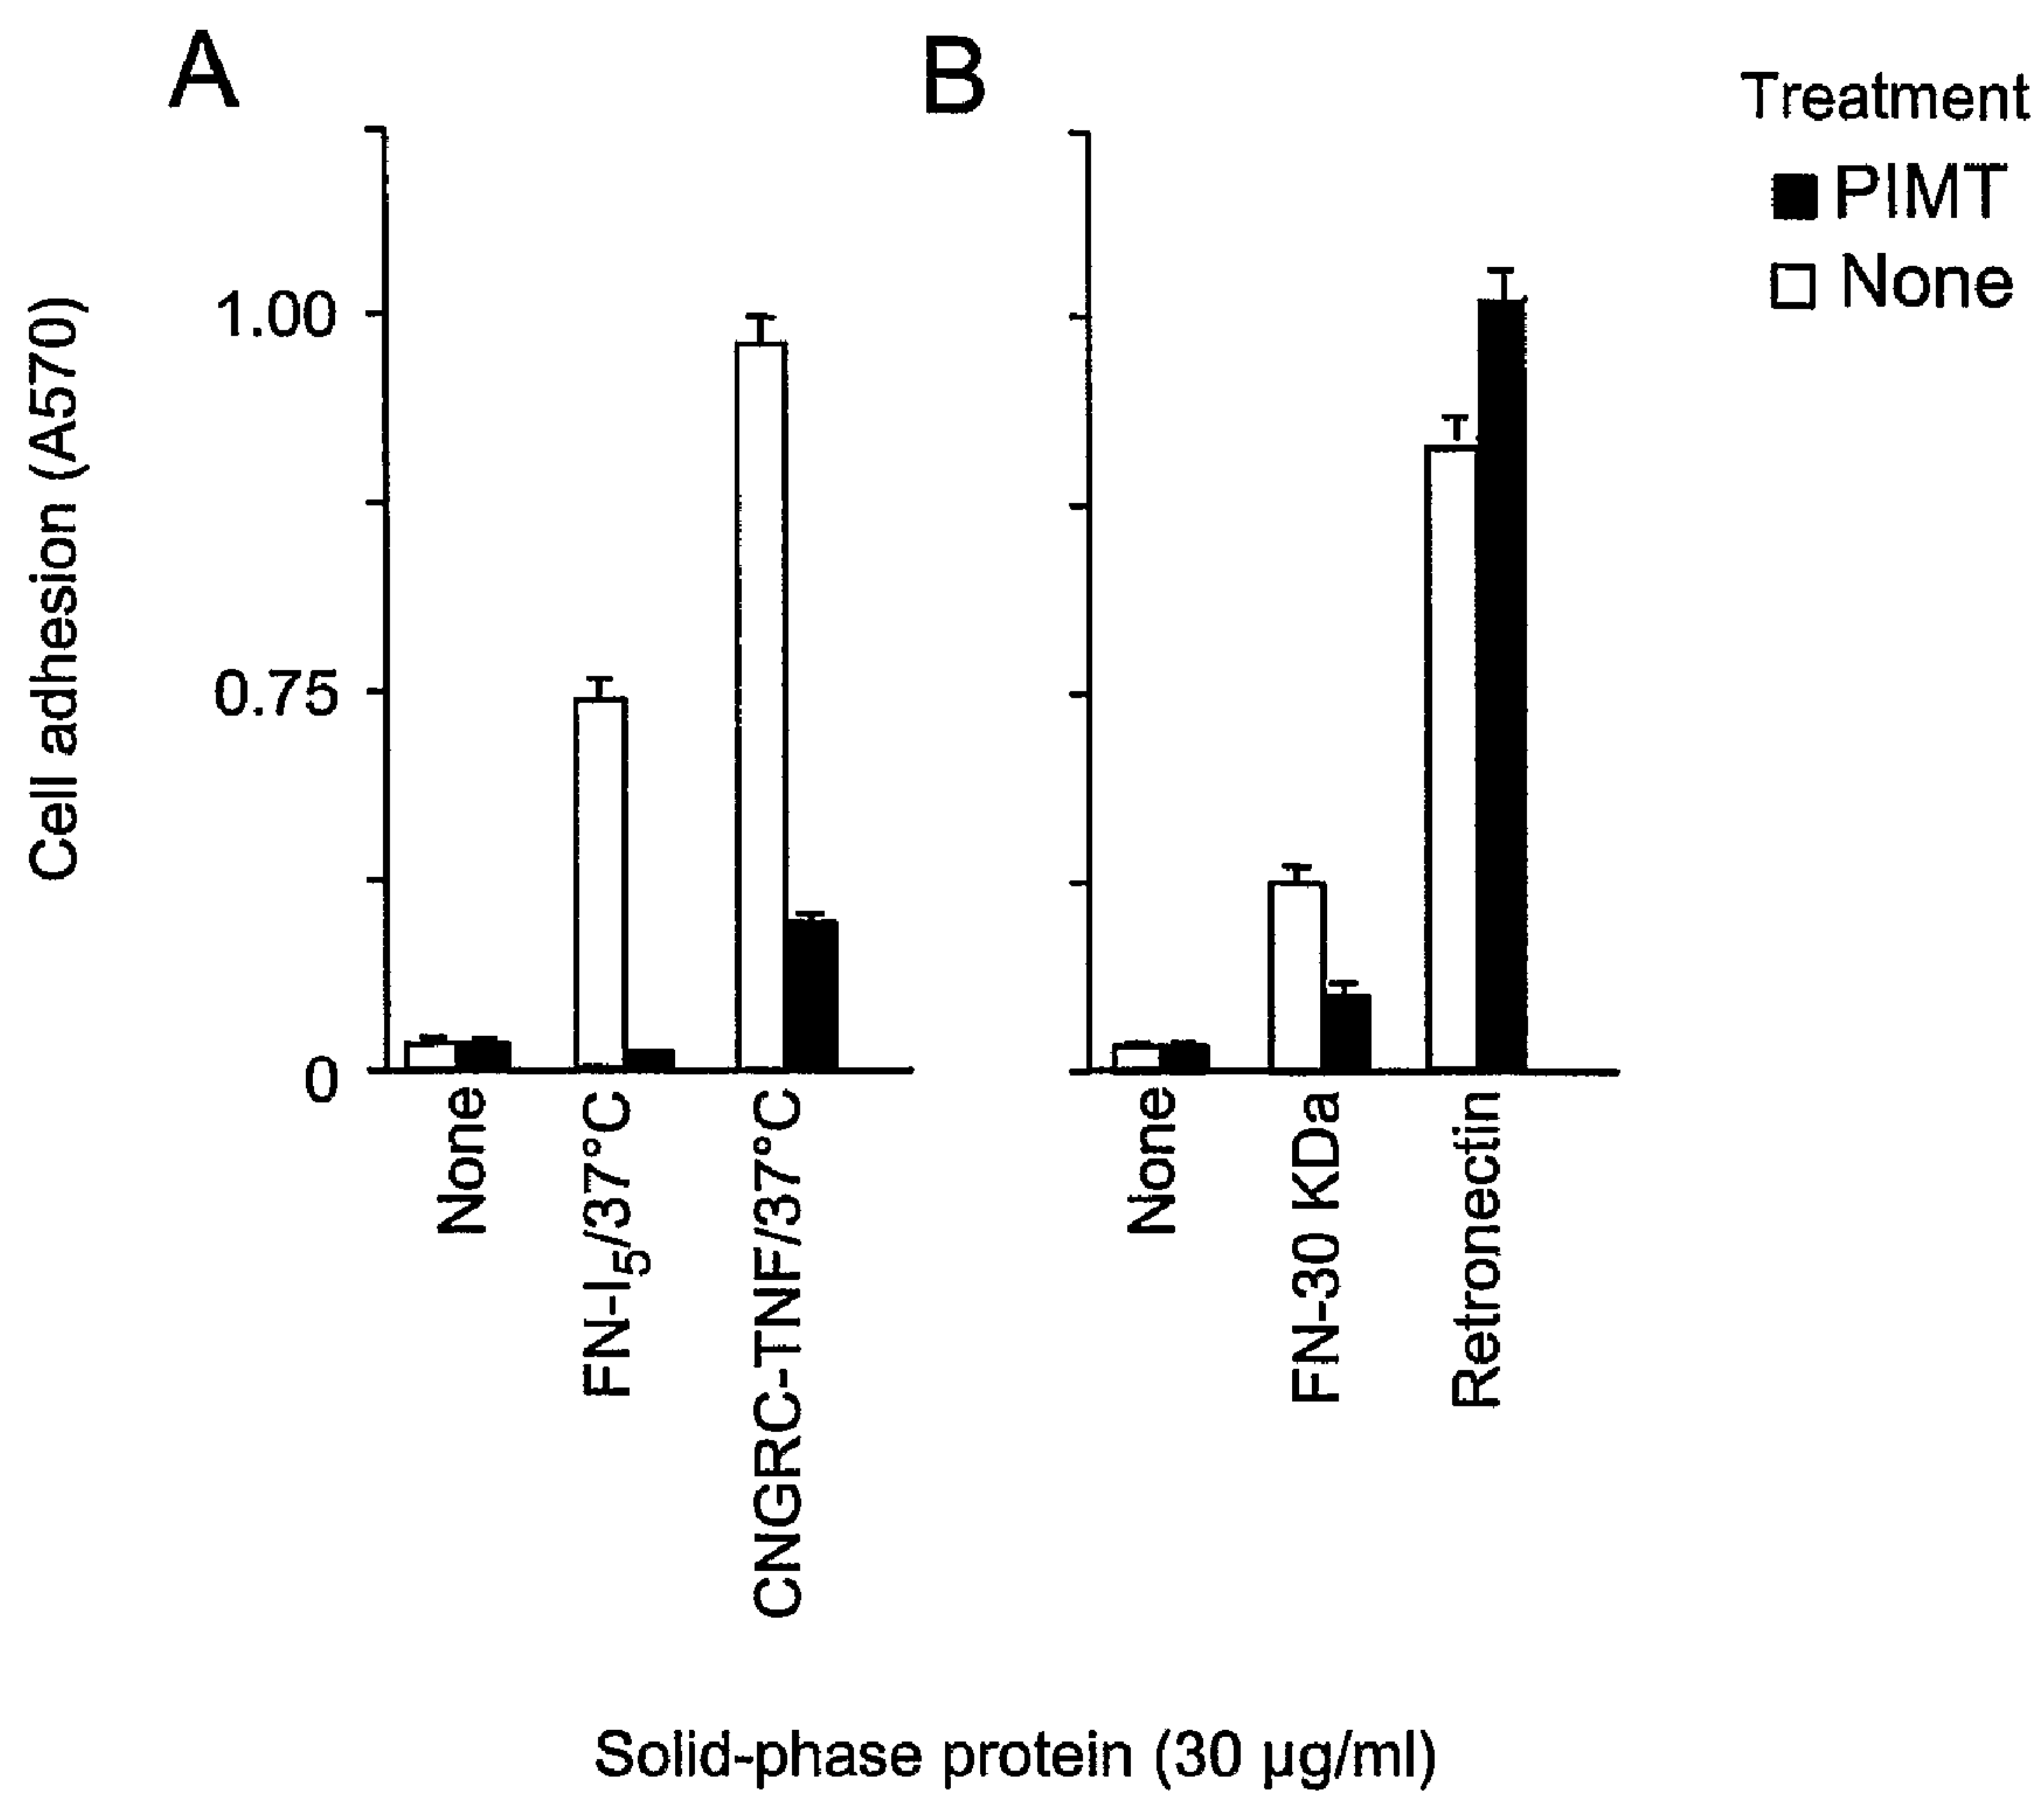 A
B
Treatment
PIMT
None
Cell adhesion (A570)
1.00
0.75
0
None
FN-I5/37°C
CNGRC-TNF/37°C
None
FN-30 KDa
Retronectin
Solid-phase protein (30 µg/ml)